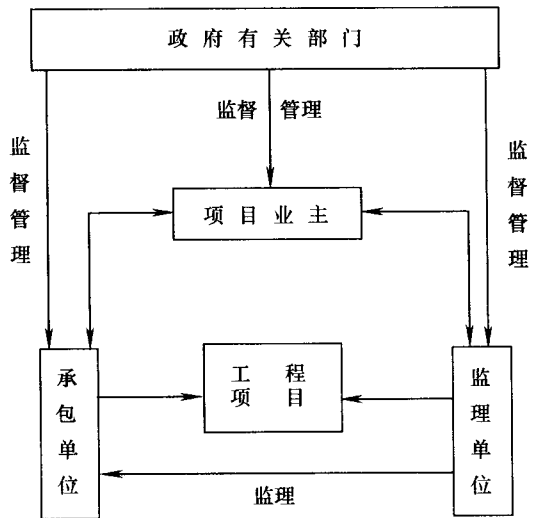 政府有关部门
监督 管理
监督管理
监督管理
项目业主
承包单位
工程
项目
监理单位
监理